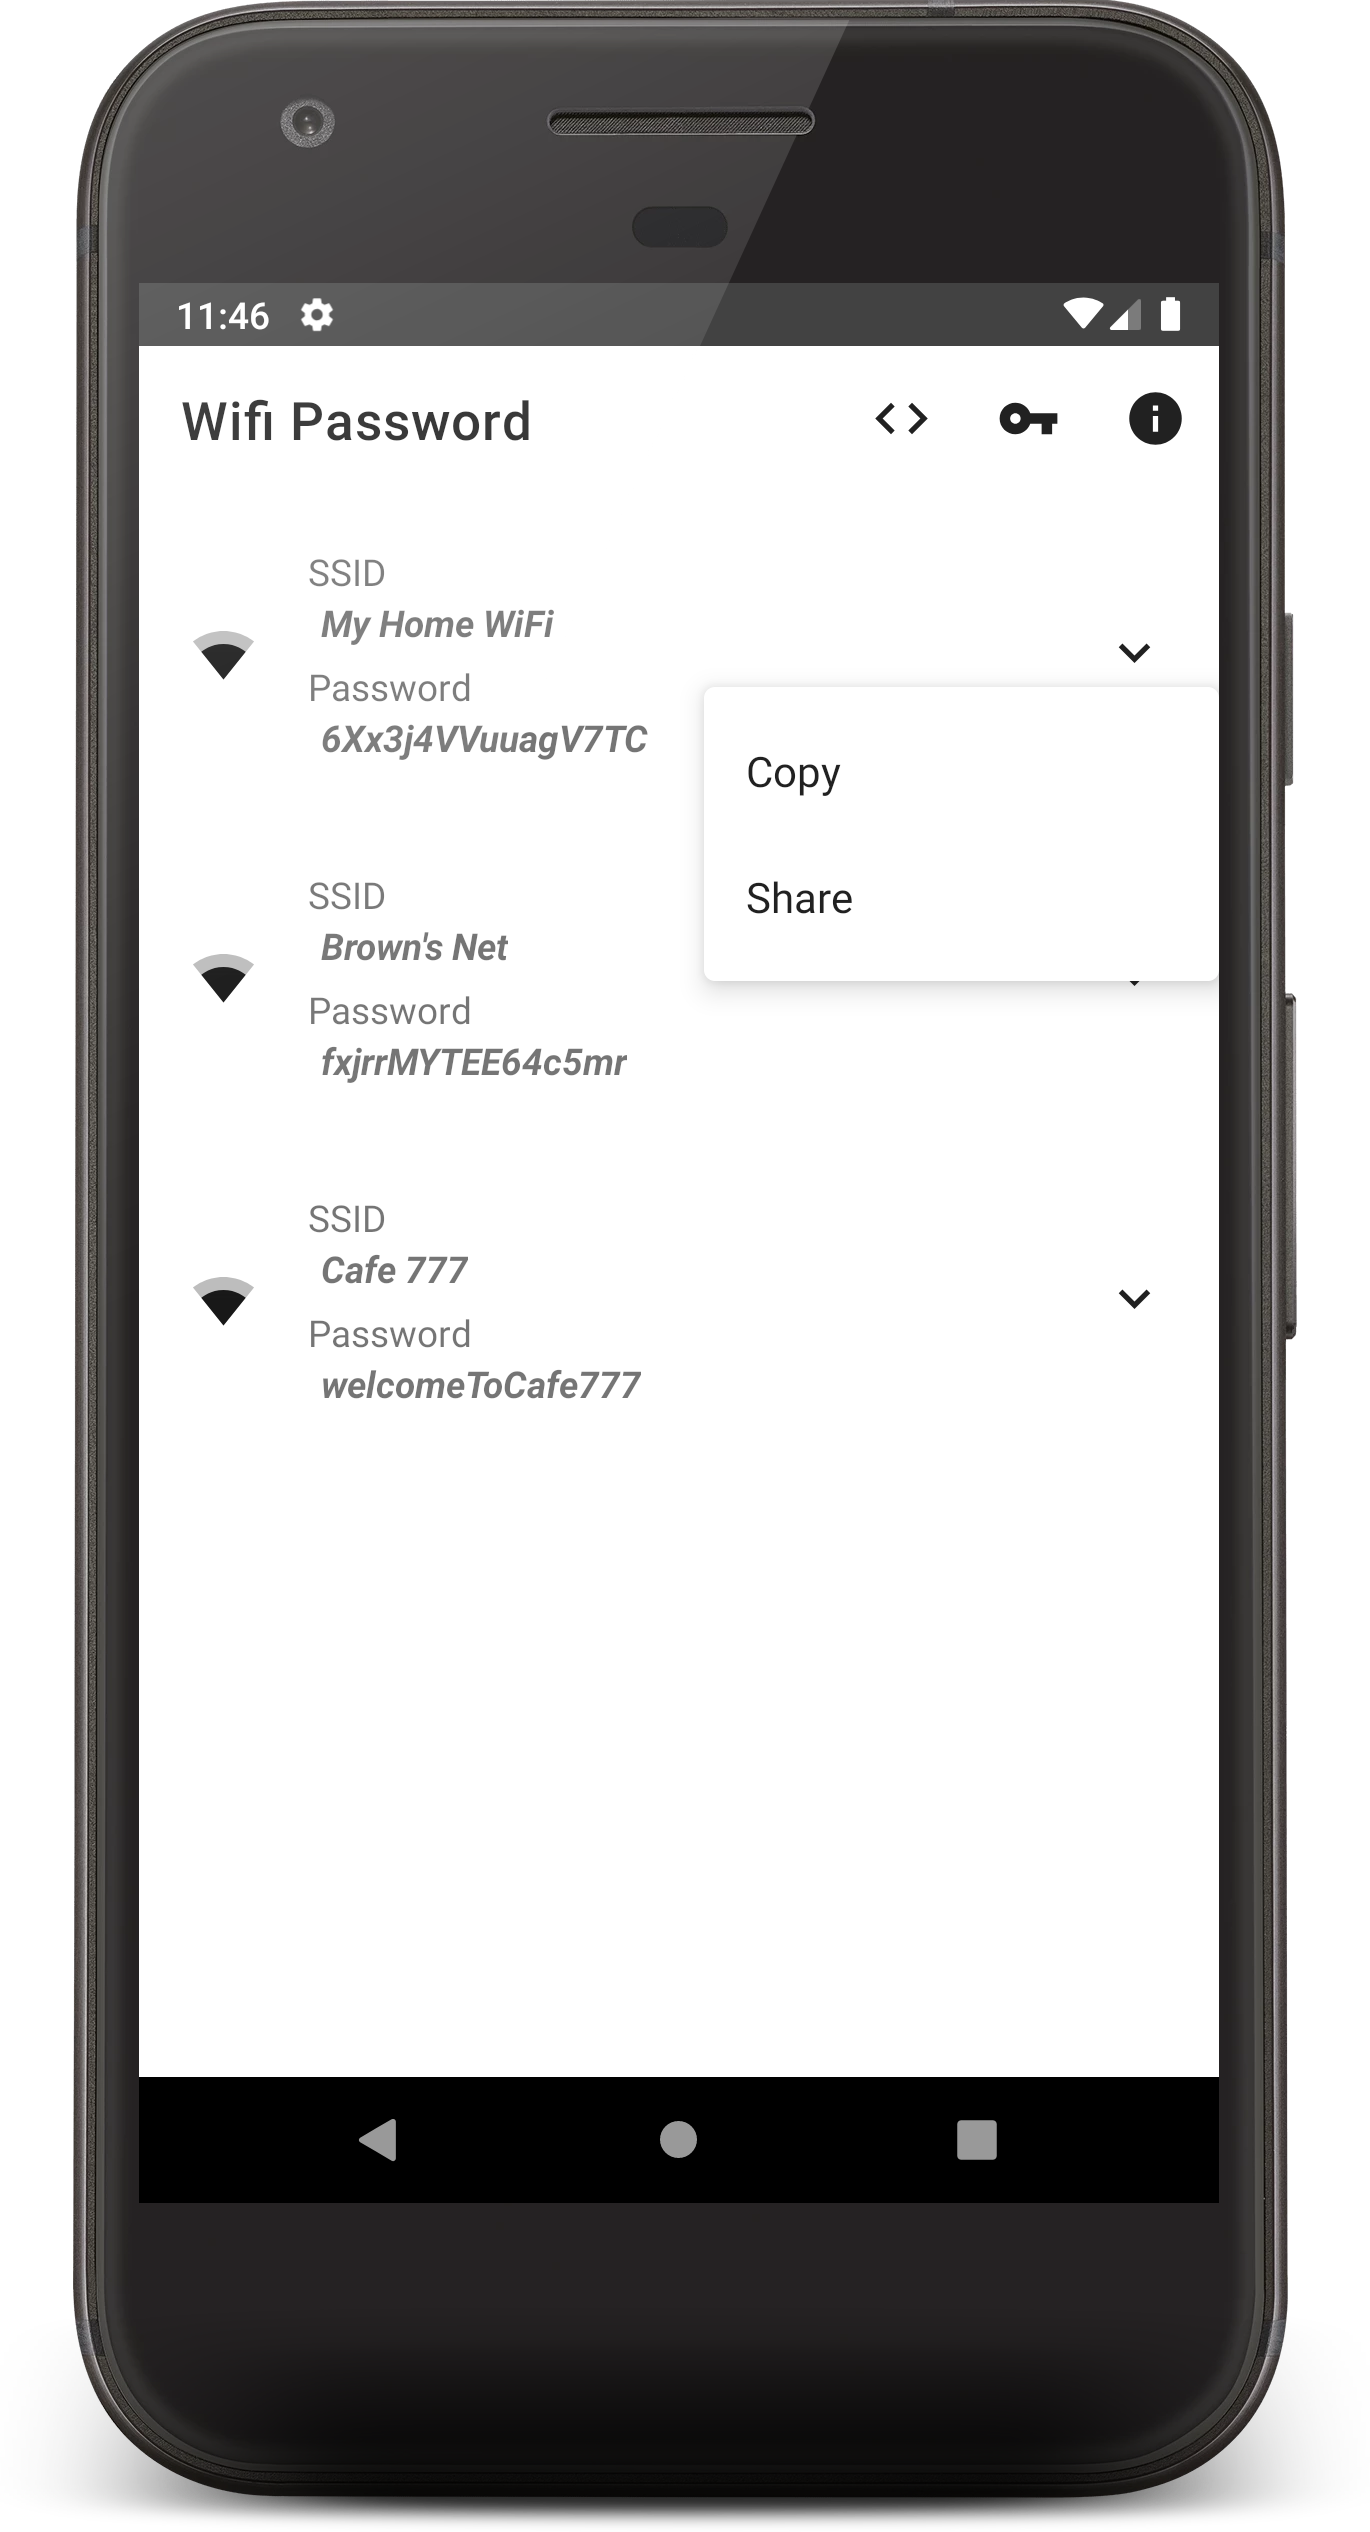 11:46
Wifi Password
SSID
My Home WiFi
Password
6Xx3j4VVuuagV7TC
Copy
Share
SSID
Brown's Net
Password
fxjrrMYTEE64c5mr
SSID
Cafe 777
Password
welcomeToCafe777